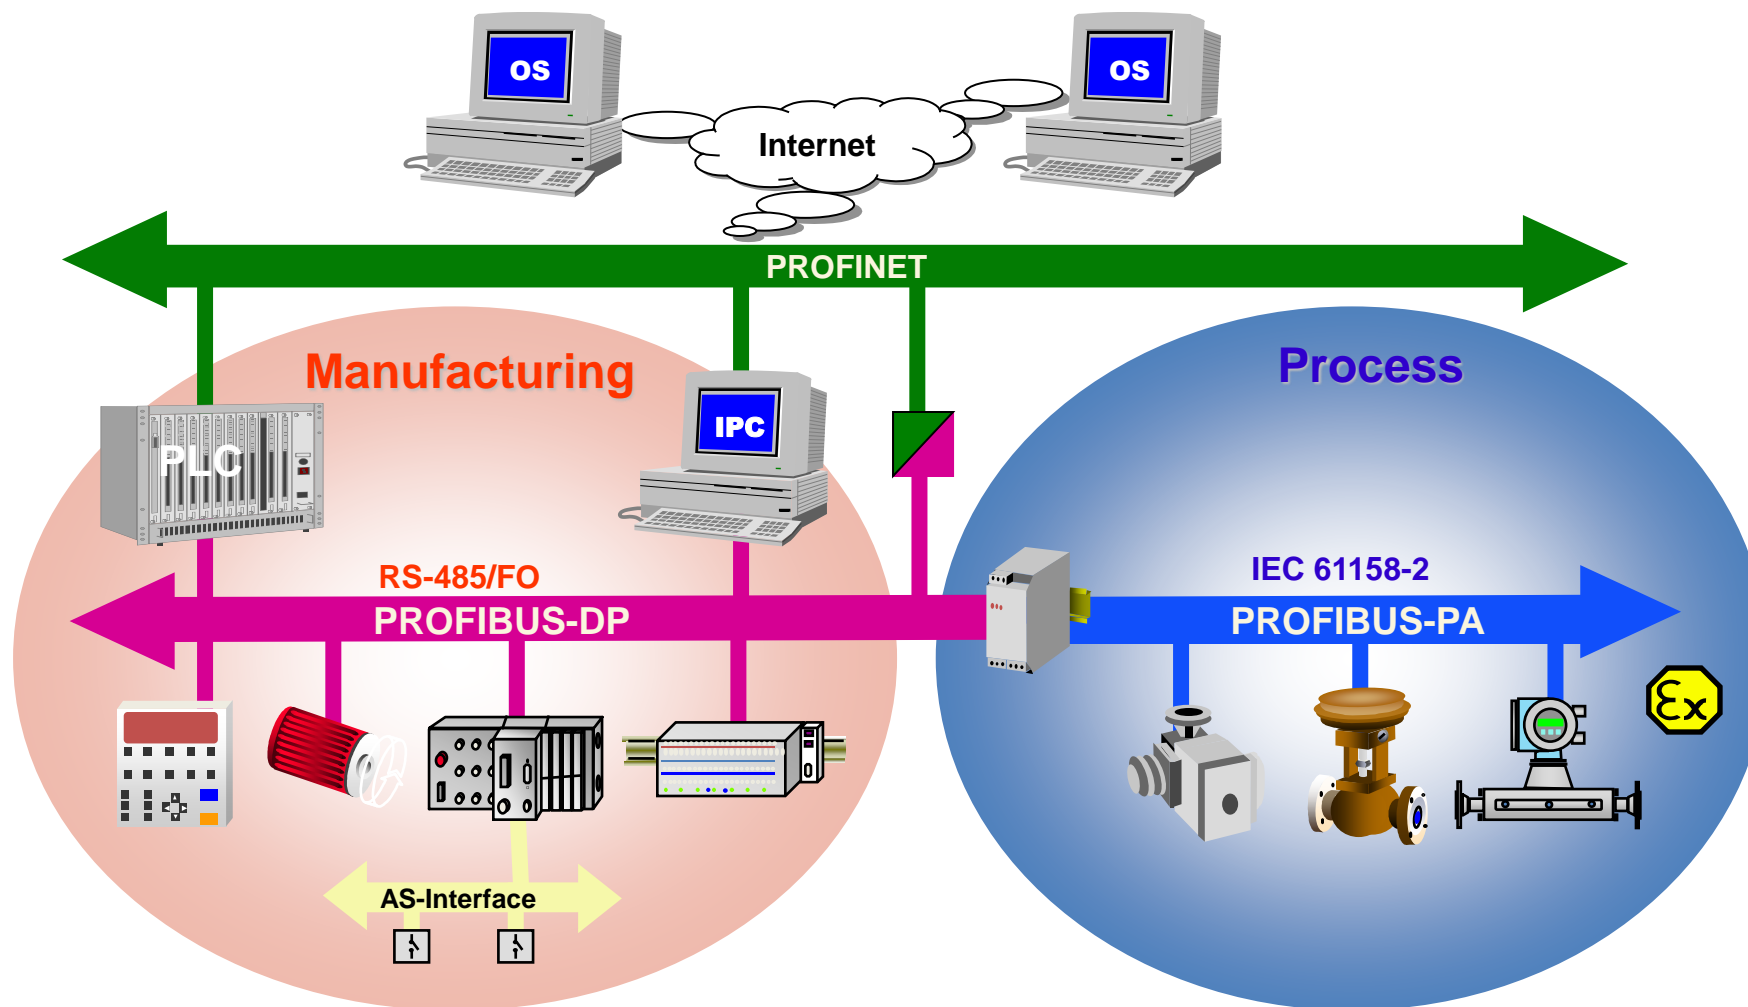 OS
OS
Internet
PROFINET
Manufacturing
Process
PLC
IPC
RS-485/FO
IEC 61158-2
PROFIBUS-DP
PROFIBUS-PA
Ex
AS-Interface